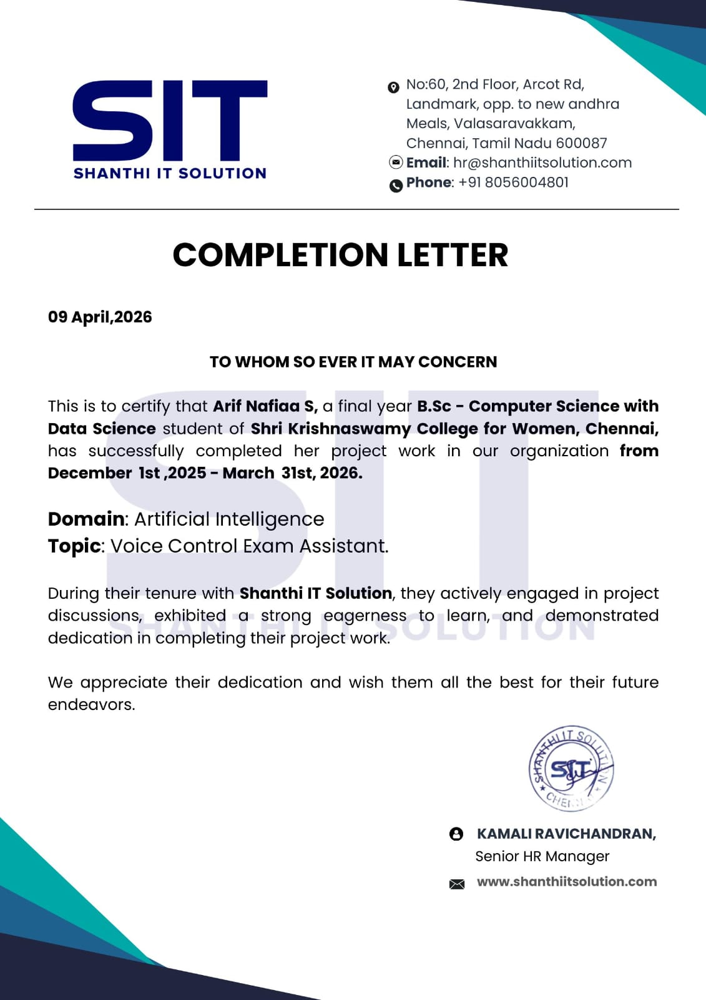 SIT
SHANTHI IT SOLUTION
No:60, 2nd Floor, Arcot Rd,
Landmark, opp. to new andhra
Meals, Valasaravakkam,
Chennai, Tamil Nadu 600087
Email: hr@shanthiitsolution.com
Phone: +91 8056004801
COMPLETION LETTER
09 April,2026
TO WHOM SO EVER IT MAY CONCERN
This is to certify that Arif Nafiaa S, a final year B.Sc - Computer Science with
Data Science student of Shri Krishnaswamy College for Women, Chennai,
has successfully completed her project work in our organization from
December 1st ,2025 - March 31st, 2026.
Domain: Artificial Intelligence
Topic: Voice Control Exam Assistant.
During their tenure with Shanthi IT Solution, they actively engaged in project
discussions, exhibited a strong eagerness to learn, and demonstrated
dedication in completing their project work.
We appreciate their dedication and wish them all the best for their future
endeavors.
SIT
SHANTHI IT SOLUTION
SHANTHI IT SOLUTION
SIT
KAMALI RAVICHANDRAN,
Senior HR Manager
www.shanthiitsolution.com